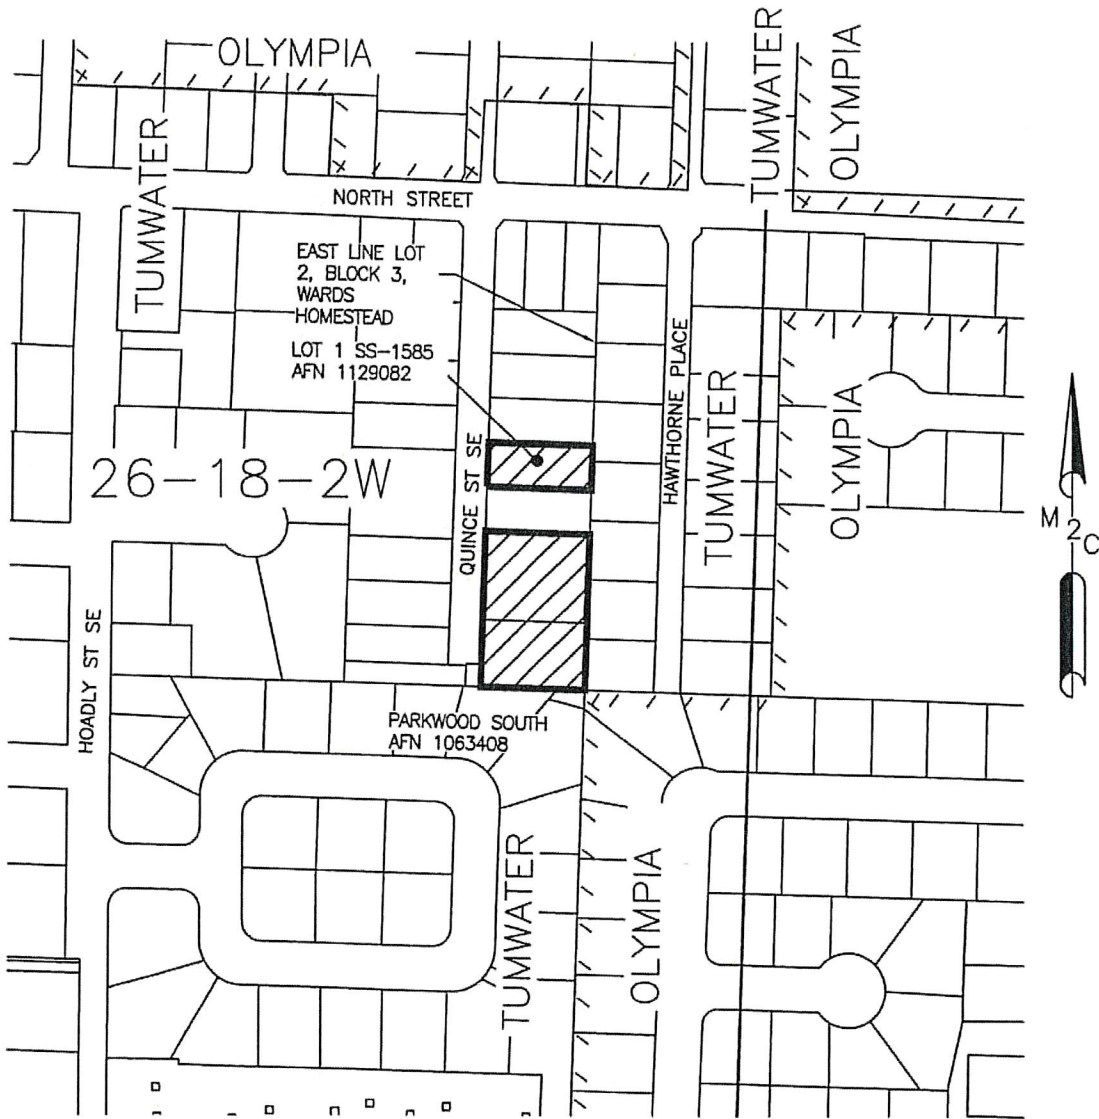 OLYMPIA
TUMWATER
OLYMPIA
TUMWATER
NORTH STREET
EAST LINE LOT
2, BLOCK 3,
WARDS
HOMESTEAD
LOT 1 SS-1585
AFN 1129082
HAWTHORNE PLACE
TUMWATER
OLYMPIA
26-18-2W
QUINCE ST SE
M2C
HOADLY ST SE
PARKWOOD SOUTH
AFN 1063408
TUMWATER
OLYMPIA